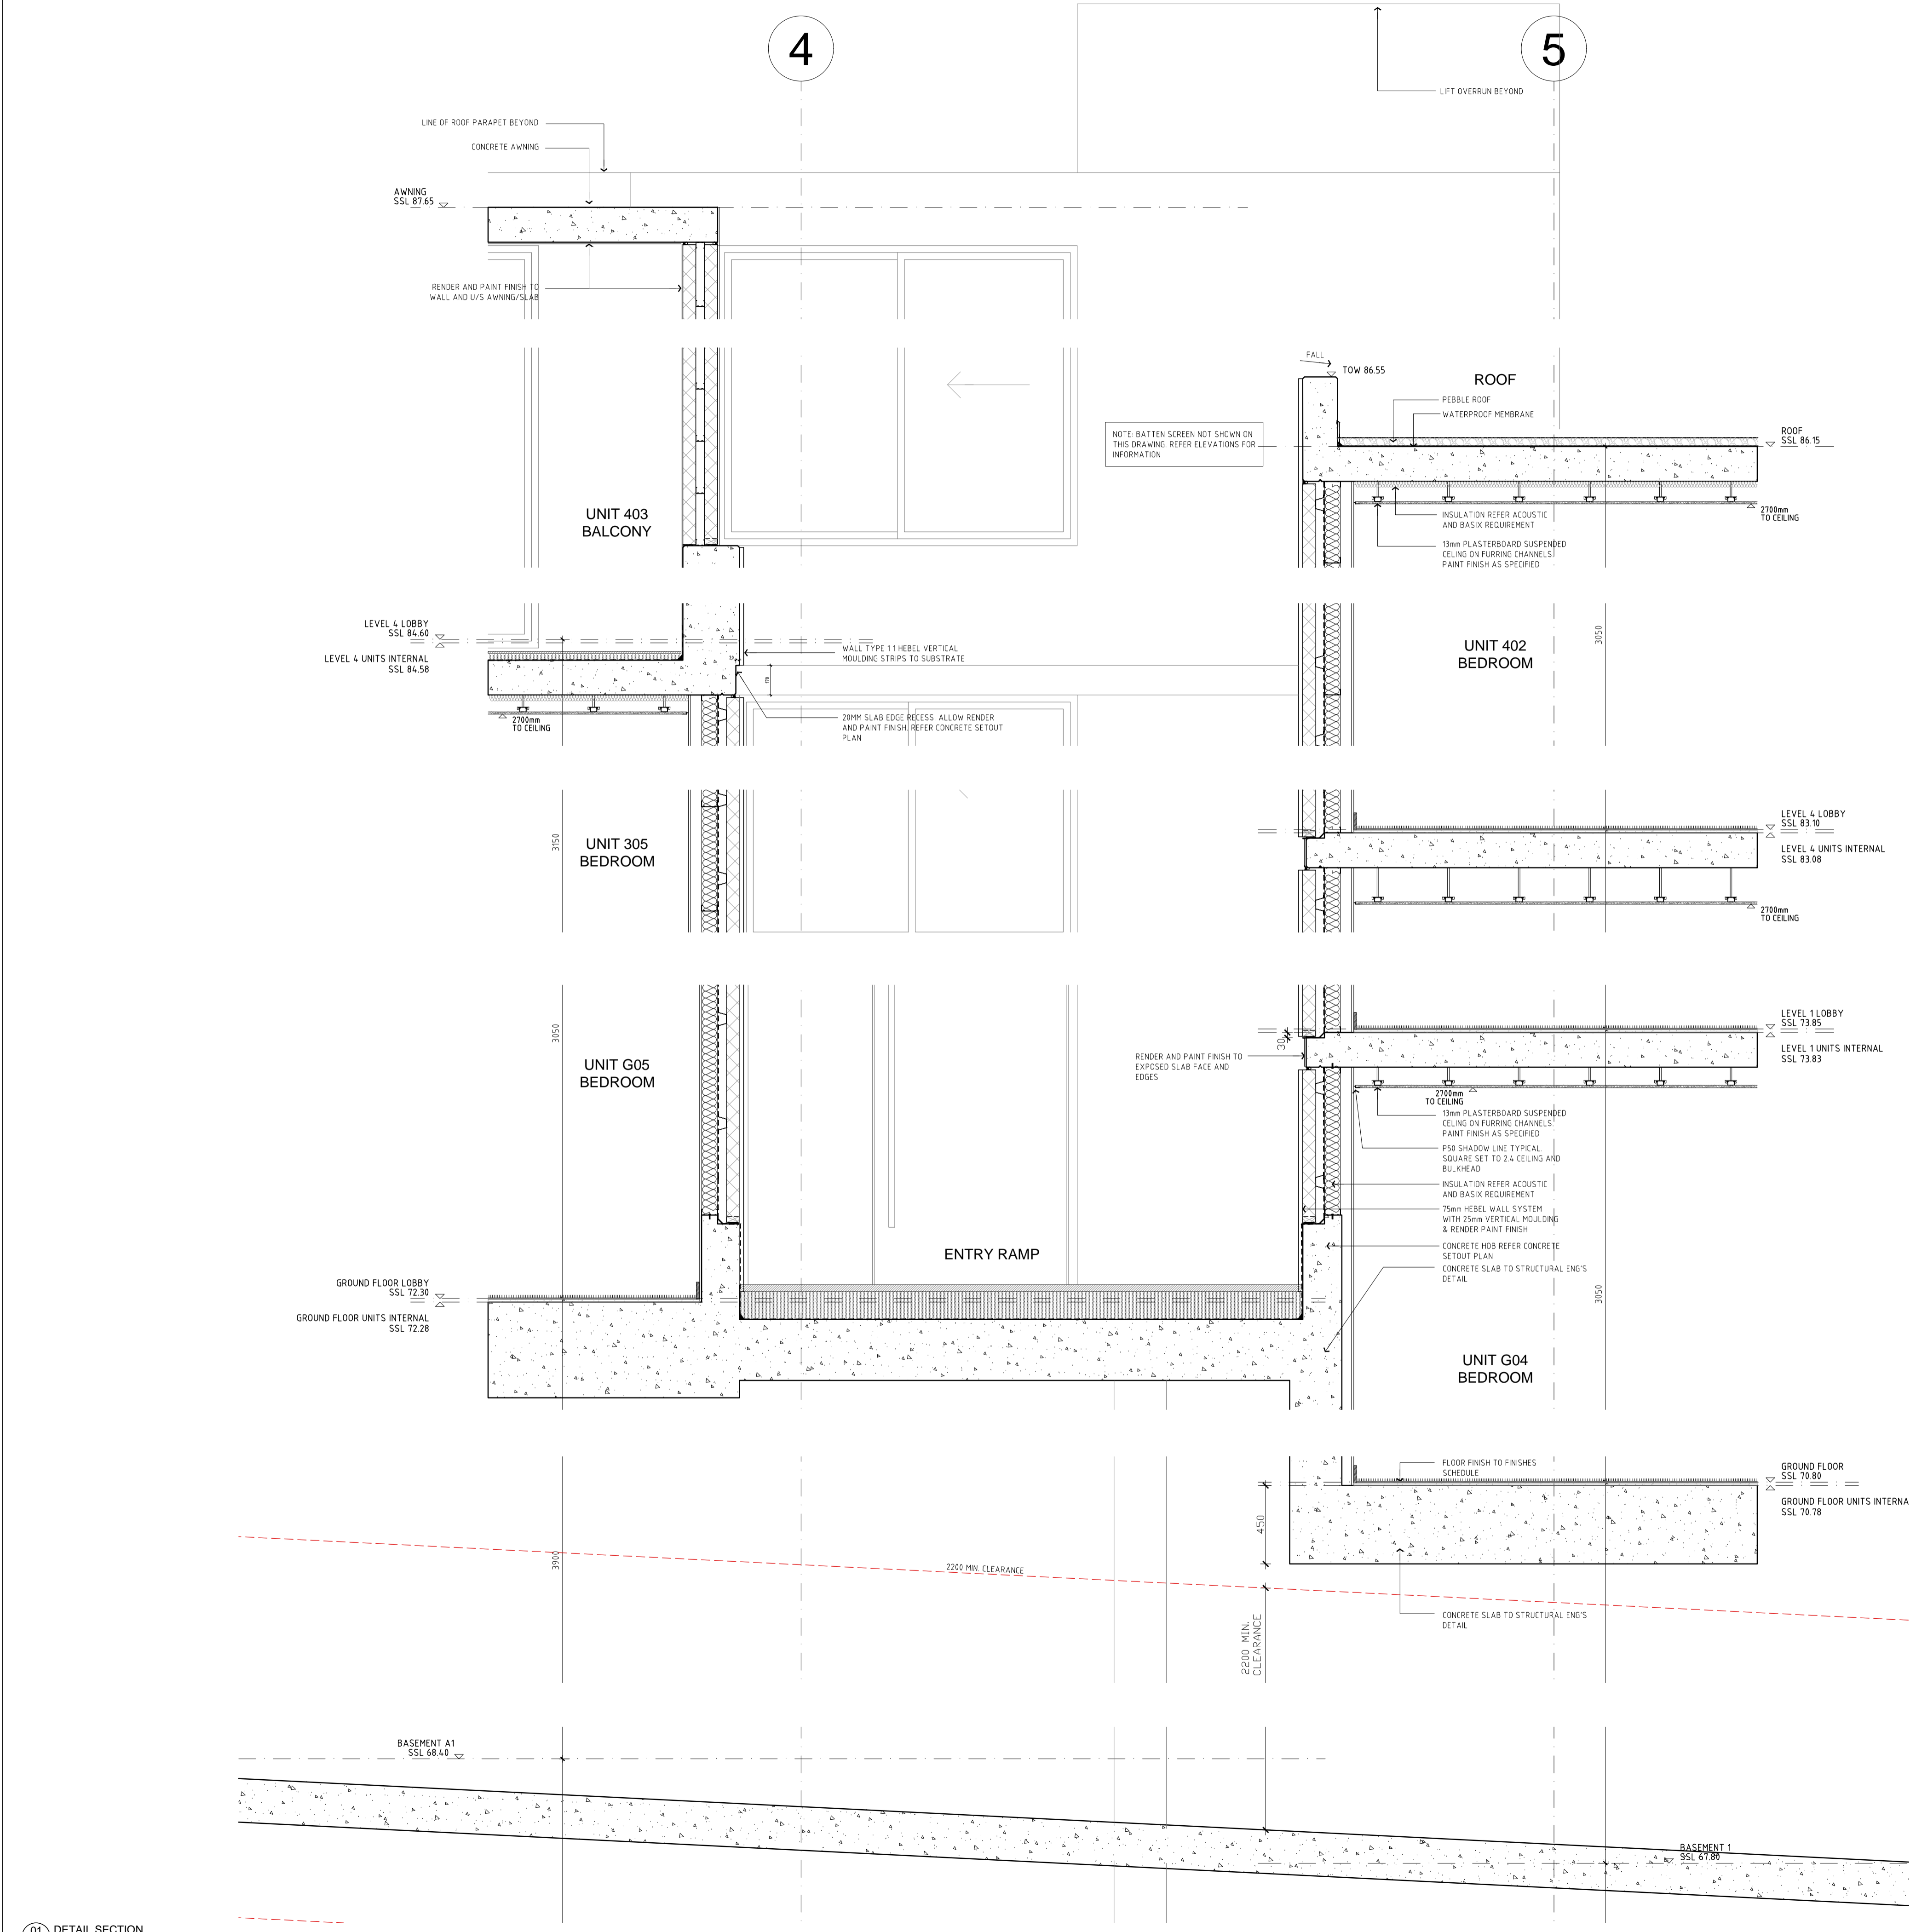 4
5
LIFT OVERRUN BEYOND
LINE OF ROOF PARAPET BEYOND
CONCRETE AWNING
AWNING
SSL 87.65
RENDER AND PAINT FINISH TO
WALL AND U/S AWNING/SLAB
FALL
TOW 86.55
ROOF
PEBBLE ROOF
WATERPROOF MEMBRANE
NOTE: BATTEN SCREEN NOT SHOWN ON
THIS DRAWING. REFER ELEVATIONS FOR
INFORMATION
ROOF
SSL 86.15
UNIT 403
BALCONY
INSULATION REFER ACOUSTIC
AND BASIX REQUIREMENT
2700mm
TO CEILING
13mm PLASTERBOARD SUSPENDED
CELING ON FURRING CHANNELS
PAINT FINISH AS SPECIFIED
LEVEL 4 LOBBY
SSL 84.60
LEVEL 4 UNITS INTERNAL
SSL 84.58
20
170
WALL TYPE 1.1.HEBEL VERTICAL
MOULDING STRIPS TO SUBSTRATE
UNIT 402
BEDROOM
3050
2700mm
TO CEILING
20MM SLAB EDGE RECESS. ALLOW RENDER
AND PAINT FINISH. REFER CONCRETE SETOUT
PLAN
3150
UNIT 305
BEDROOM
LEVEL 4 LOBBY
SSL 83.10
LEVEL 4 UNITS INTERNAL
SSL 83.08
2700mm
TO CEILING
3050
UNIT G05
BEDROOM
30
RENDER AND PAINT FINISH TO
EXPOSED SLAB FACE AND
EDGES
LEVEL 1 LOBBY
SSL 73.85
LEVEL 1 UNITS INTERNAL
SSL 73.83
2700mm
TO CEILING
13mm PLASTERBOARD SUSPENDED
CELING ON FURRING CHANNELS
PAINT FINISH AS SPECIFIED
P50 SHADOW LINE TYPICAL.
SQUARE SET TO 2.4 CEILING AND
BULKHEAD
INSULATION REFER ACOUSTIC
AND BASIX REQUIREMENT
75mm HEBEL WALL SYSTEM
WITH 25mm VERTICAL MOULDING
& RENDER PAINT FINISH
CONCRETE HOB REFER CONCRETE
SETOUT PLAN
CONCRETE SLAB TO STRUCTURAL ENG'S
DETAIL
ENTRY RAMP
GROUND FLOOR LOBBY
SSL 72.30
GROUND FLOOR UNITS INTERNAL
SSL 72.28
3050
UNIT G04
BEDROOM
FLOOR FINISH TO FINISHES
SCHEDULE
GROUND FLOOR
SSL 70.80
GROUND FLOOR UNITS INTERNA
SSL 70.78
450
3900
2200 MIN. CLEARANCE
2200 MIN.
CLEARANCE
CONCRETE SLAB TO STRUCTURAL ENG'S
DETAIL
BASEMENT A1
SSL 68.40
BASEMENT 1
SSL 67.80
01
DETAIL SECTION